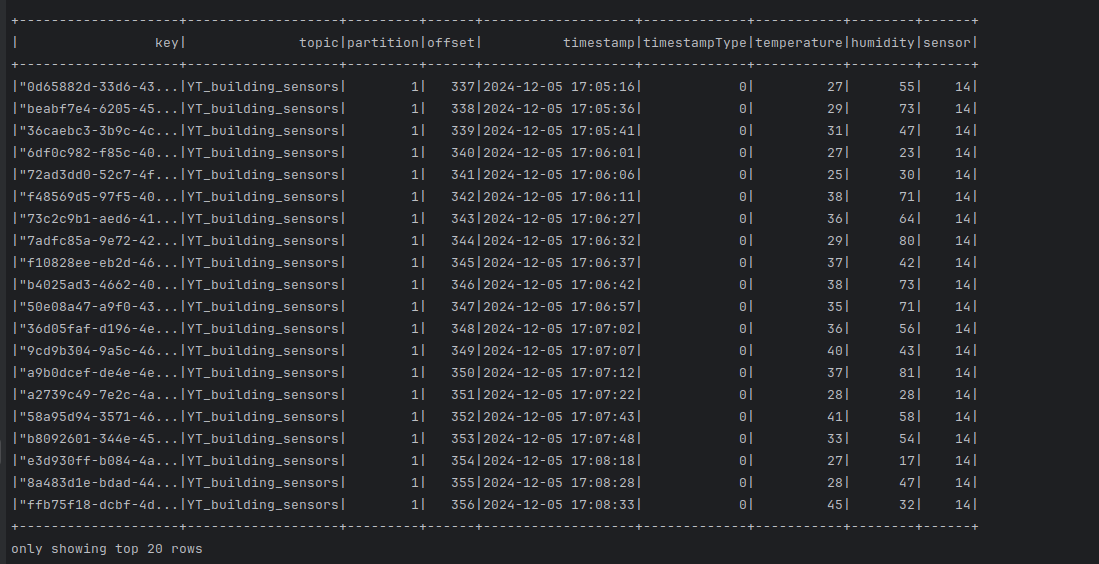 +--------------------+-------------------+---------+------+-------------------+-------------+-----------+--------+------+
|                 key|              topic|partition|offset|          timestamp|timestampType|temperature|humidity|sensor|
+--------------------+-------------------+---------+------+-------------------+-------------+-----------+--------+------+
|"0d65882d-33d6-43...|YT_building_sensors|        1|   337|2024-12-05 17:05:16|            0|         27|      55|    14|
|"beabf7e4-6205-45...|YT_building_sensors|        1|   338|2024-12-05 17:05:36|            0|         29|      73|    14|
|"36caebc3-3b9c-4c...|YT_building_sensors|        1|   339|2024-12-05 17:05:41|            0|         31|      47|    14|
|"6df0c982-f85c-40...|YT_building_sensors|        1|   340|2024-12-05 17:06:01|            0|         27|      23|    14|
|"72ad3dd0-52c7-4f...|YT_building_sensors|        1|   341|2024-12-05 17:06:06|            0|         25|      30|    14|
|"f48569d5-97f5-40...|YT_building_sensors|        1|   342|2024-12-05 17:06:11|            0|         38|      71|    14|
|"73c2c9b1-aed6-41...|YT_building_sensors|        1|   343|2024-12-05 17:06:27|            0|         36|      64|    14|
|"7adfc85a-9e72-42...|YT_building_sensors|        1|   344|2024-12-05 17:06:32|            0|         29|      80|    14|
|"f10828ee-eb2d-46...|YT_building_sensors|        1|   345|2024-12-05 17:06:37|            0|         37|      42|    14|
|"b4025ad3-4662-40...|YT_building_sensors|        1|   346|2024-12-05 17:06:42|            0|         38|      73|    14|
|"50e08a47-a9f0-43...|YT_building_sensors|        1|   347|2024-12-05 17:06:57|            0|         35|      71|    14|
|"36d05faf-d196-4e...|YT_building_sensors|        1|   348|2024-12-05 17:07:02|            0|         36|      56|    14|
|"9cd9b304-9a5c-46...|YT_building_sensors|        1|   349|2024-12-05 17:07:07|            0|         40|      43|    14|
|"a9b0dcef-de4e-4e...|YT_building_sensors|        1|   350|2024-12-05 17:07:12|            0|         37|      81|    14|
|"a2739c49-7e2c-4a...|YT_building_sensors|        1|   351|2024-12-05 17:07:22|            0|         28|      28|    14|
|"58a95d94-3571-46...|YT_building_sensors|        1|   352|2024-12-05 17:07:43|            0|         41|      58|    14|
|"b8092601-344e-45...|YT_building_sensors|        1|   353|2024-12-05 17:07:48|            0|         33|      54|    14|
|"e3d930ff-b084-4a...|YT_building_sensors|        1|   354|2024-12-05 17:08:18|            0|         27|      17|    14|
|"8a483d1e-bdad-44...|YT_building_sensors|        1|   355|2024-12-05 17:08:28|            0|         28|      47|    14|
|"ffb75f18-dcbf-4d...|YT_building_sensors|        1|   356|2024-12-05 17:08:33|            0|         45|      32|    14|
+--------------------+-------------------+---------+------+-------------------+-------------+-----------+--------+------+
only showing top 20 rows